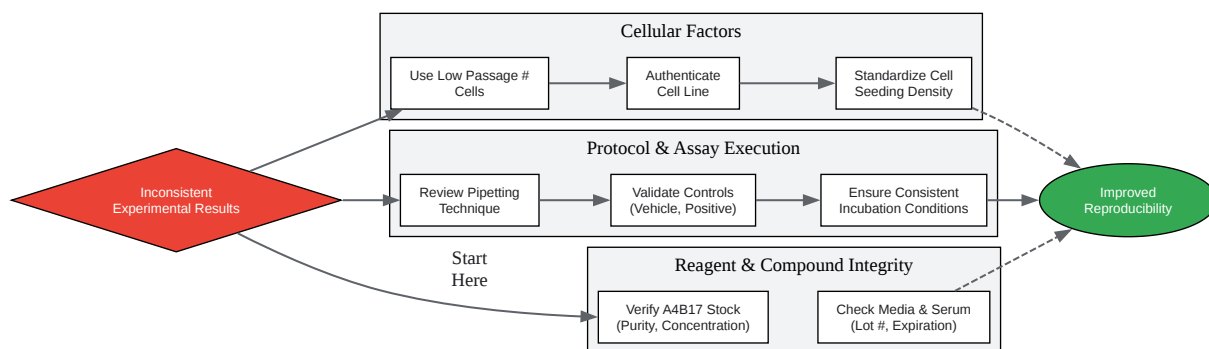 Cellular Factors
Use Low Passage #
Cells
Authenticate
Cell Line
Standardize Cell
Seeding Density
Inconsistent
Experimental Results
Protocol & Assay Execution
Review Pipetting
Technique
Validate Controls
(Vehicle, Positive)
Ensure Consistent
Incubation Conditions
Improved
Reproducibility
Start
Here
Reagent & Compound Integrity
Verify A4B17 Stock
(Purity, Concentration)
Check Media & Serum
(Lot #, Expiration)